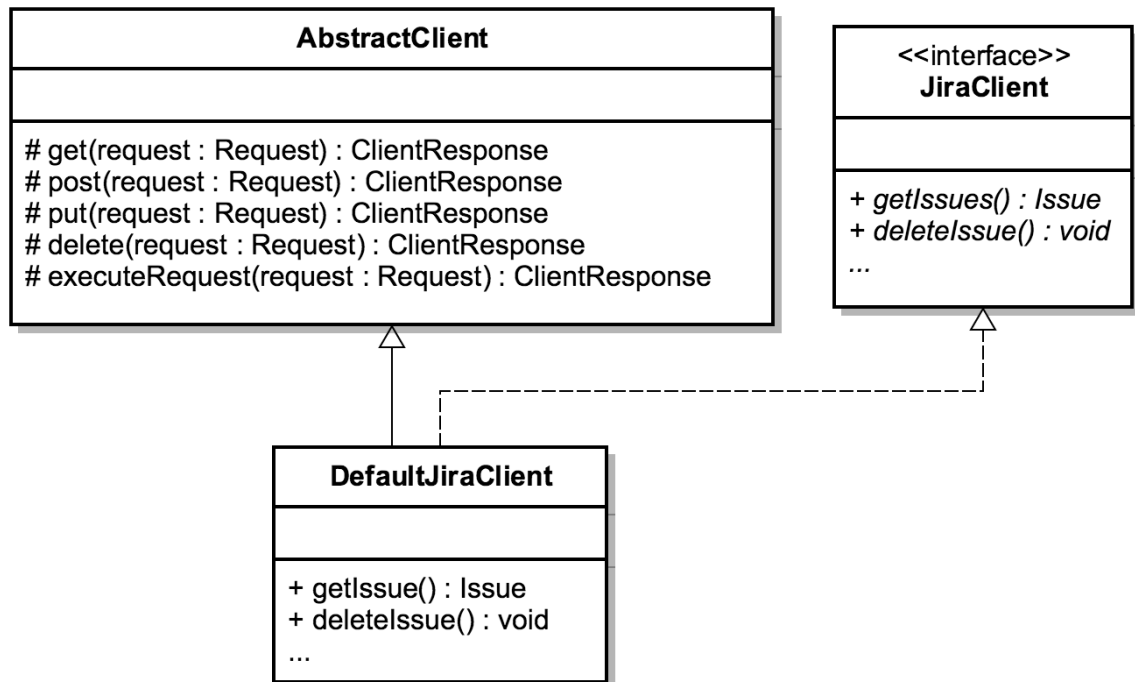 AbstractClient
# get(request : Request) : ClientResponse
# post(request : Request) : ClientResponse
# put(request : Request) : ClientResponse
# delete(request : Request) : ClientResponse
# executeRequest(request : Request) : ClientResponse
<<interface>>
JiraClient
+ getIssues() : Issue
+ deleteIssue() : void
...
DefaultJiraClient
+ getIssue() : Issue
+ deleteIssue() : void
...